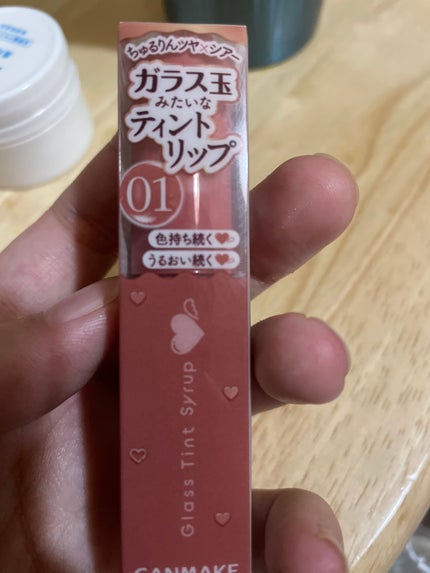 ちゅるりんツヤ×シアー
ガラス玉
みたいな
ティント
リップ
01
色持ち続く
うるおい続く
Glass Tint Syrup
CANMAKE